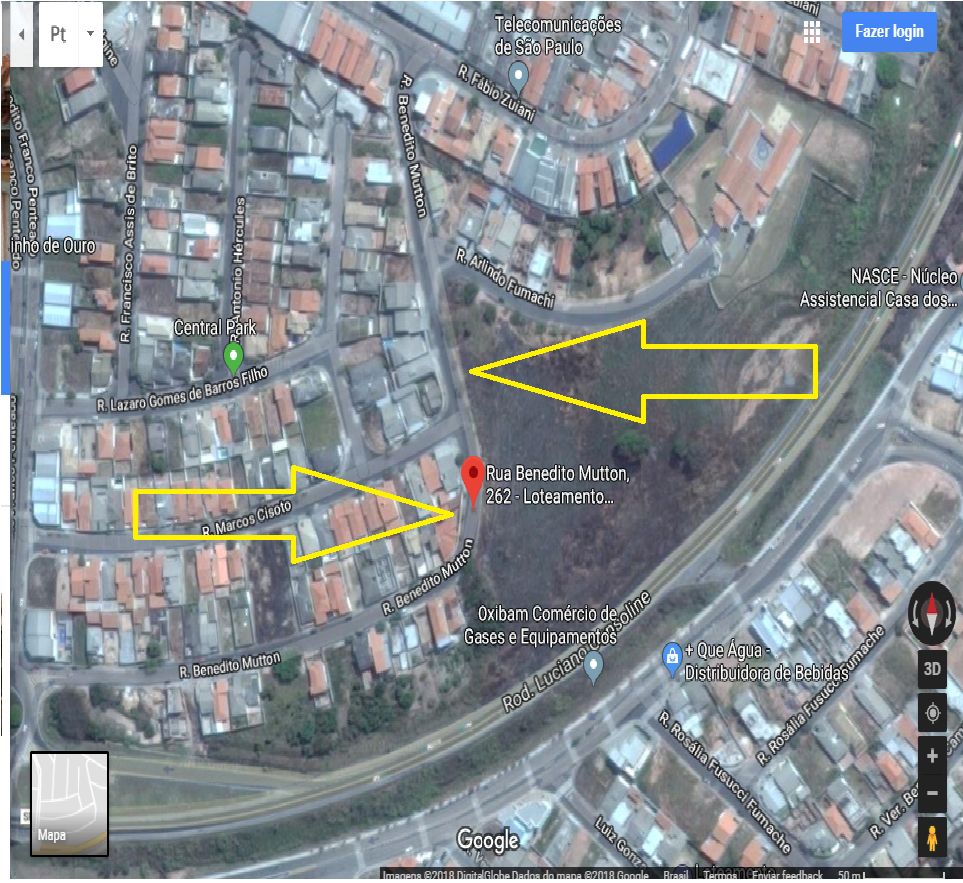 Pt
Fazer login
Telecomunicações
de São Paulo
R. Fábio Zuiani
R. Benedito Mutton
R. Francisco Assis de Brito
R. Antonio Hércules
inho de Ouro
R. Arlindo Fumachi
NASCE - Núcleo
Assistencial Casa dos...
Central Park
R. Lazaro Gomes de Barros Filho
Rua Benedito Mutton,
262 - Loteamento...
R. Marcos Cisoto
R. Benedito Mutton
R. Benedito Mutton
Oxibam Comércio de
Gases e Equipamentos
Rod. Luciano Consoline
+ Que Água -
Distribuidora de Bebidas
R. Rosália Fusucci Fumache
R. Rosália Fusucci Fumache
R. Ver. Be
Luiz Gonz
3D
Mapa
Google
Imagens ©2018 DigitalGlobe Dados do mapa ©2018 Google Brasil Termos Enviar feedback 50 m